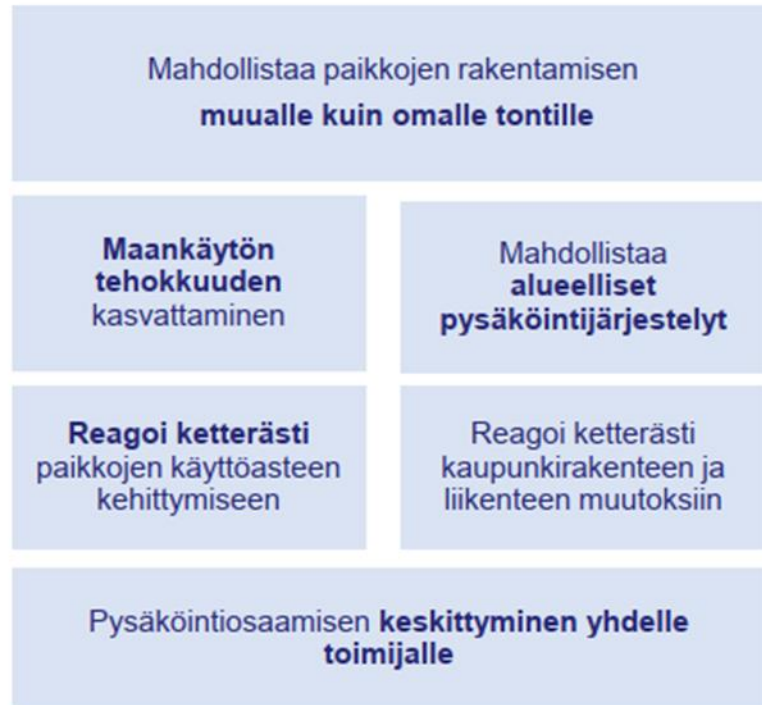 Mahdollistaa paikkojen rakentamisen
muualle kuin omalle tontille
Maankäytön
tehokkuuden
kasvattaminen
Mahdollistaa
alueelliset
pysäköintijärjestelyt
Reagoi ketterästi
paikkojen käyttöasteen
kehittymiseen
Reagoi ketterästi
kaupunkirakenteen ja
liikenteen muutoksiin
Pysäköintiosaamisen keskittyminen yhdelle
toimijalle